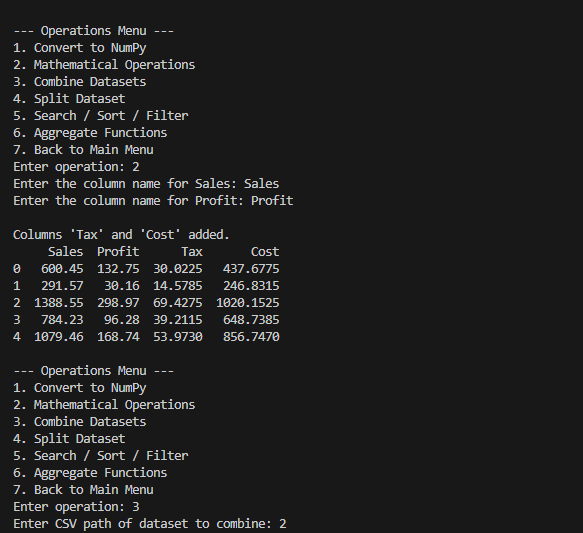 --- Operations Menu ---
1. Convert to NumPy
2. Mathematical Operations
3. Combine Datasets
4. Split Dataset
5. Search / Sort / Filter
6. Aggregate Functions
7. Back to Main Menu
Enter operation: 2
Enter the column name for Sales: Sales
Enter the column name for Profit: Profit
Columns 'Tax' and 'Cost' added.
Sales Profit Tax Cost
0 600.45 132.75 30.0225 437.6775
1 291.57 30.16 14.5785 246.8315
2 1388.55 298.97 69.4275 1020.1525
3 784.23 96.28 39.2115 648.7385
4 1079.46 168.74 53.9730 856.7470
--- Operations Menu ---
1. Convert to NumPy
2. Mathematical Operations
3. Combine Datasets
4. Split Dataset
5. Search / Sort / Filter
6. Aggregate Functions
7. Back to Main Menu
Enter operation: 3
Enter CSV path of dataset to combine: 2